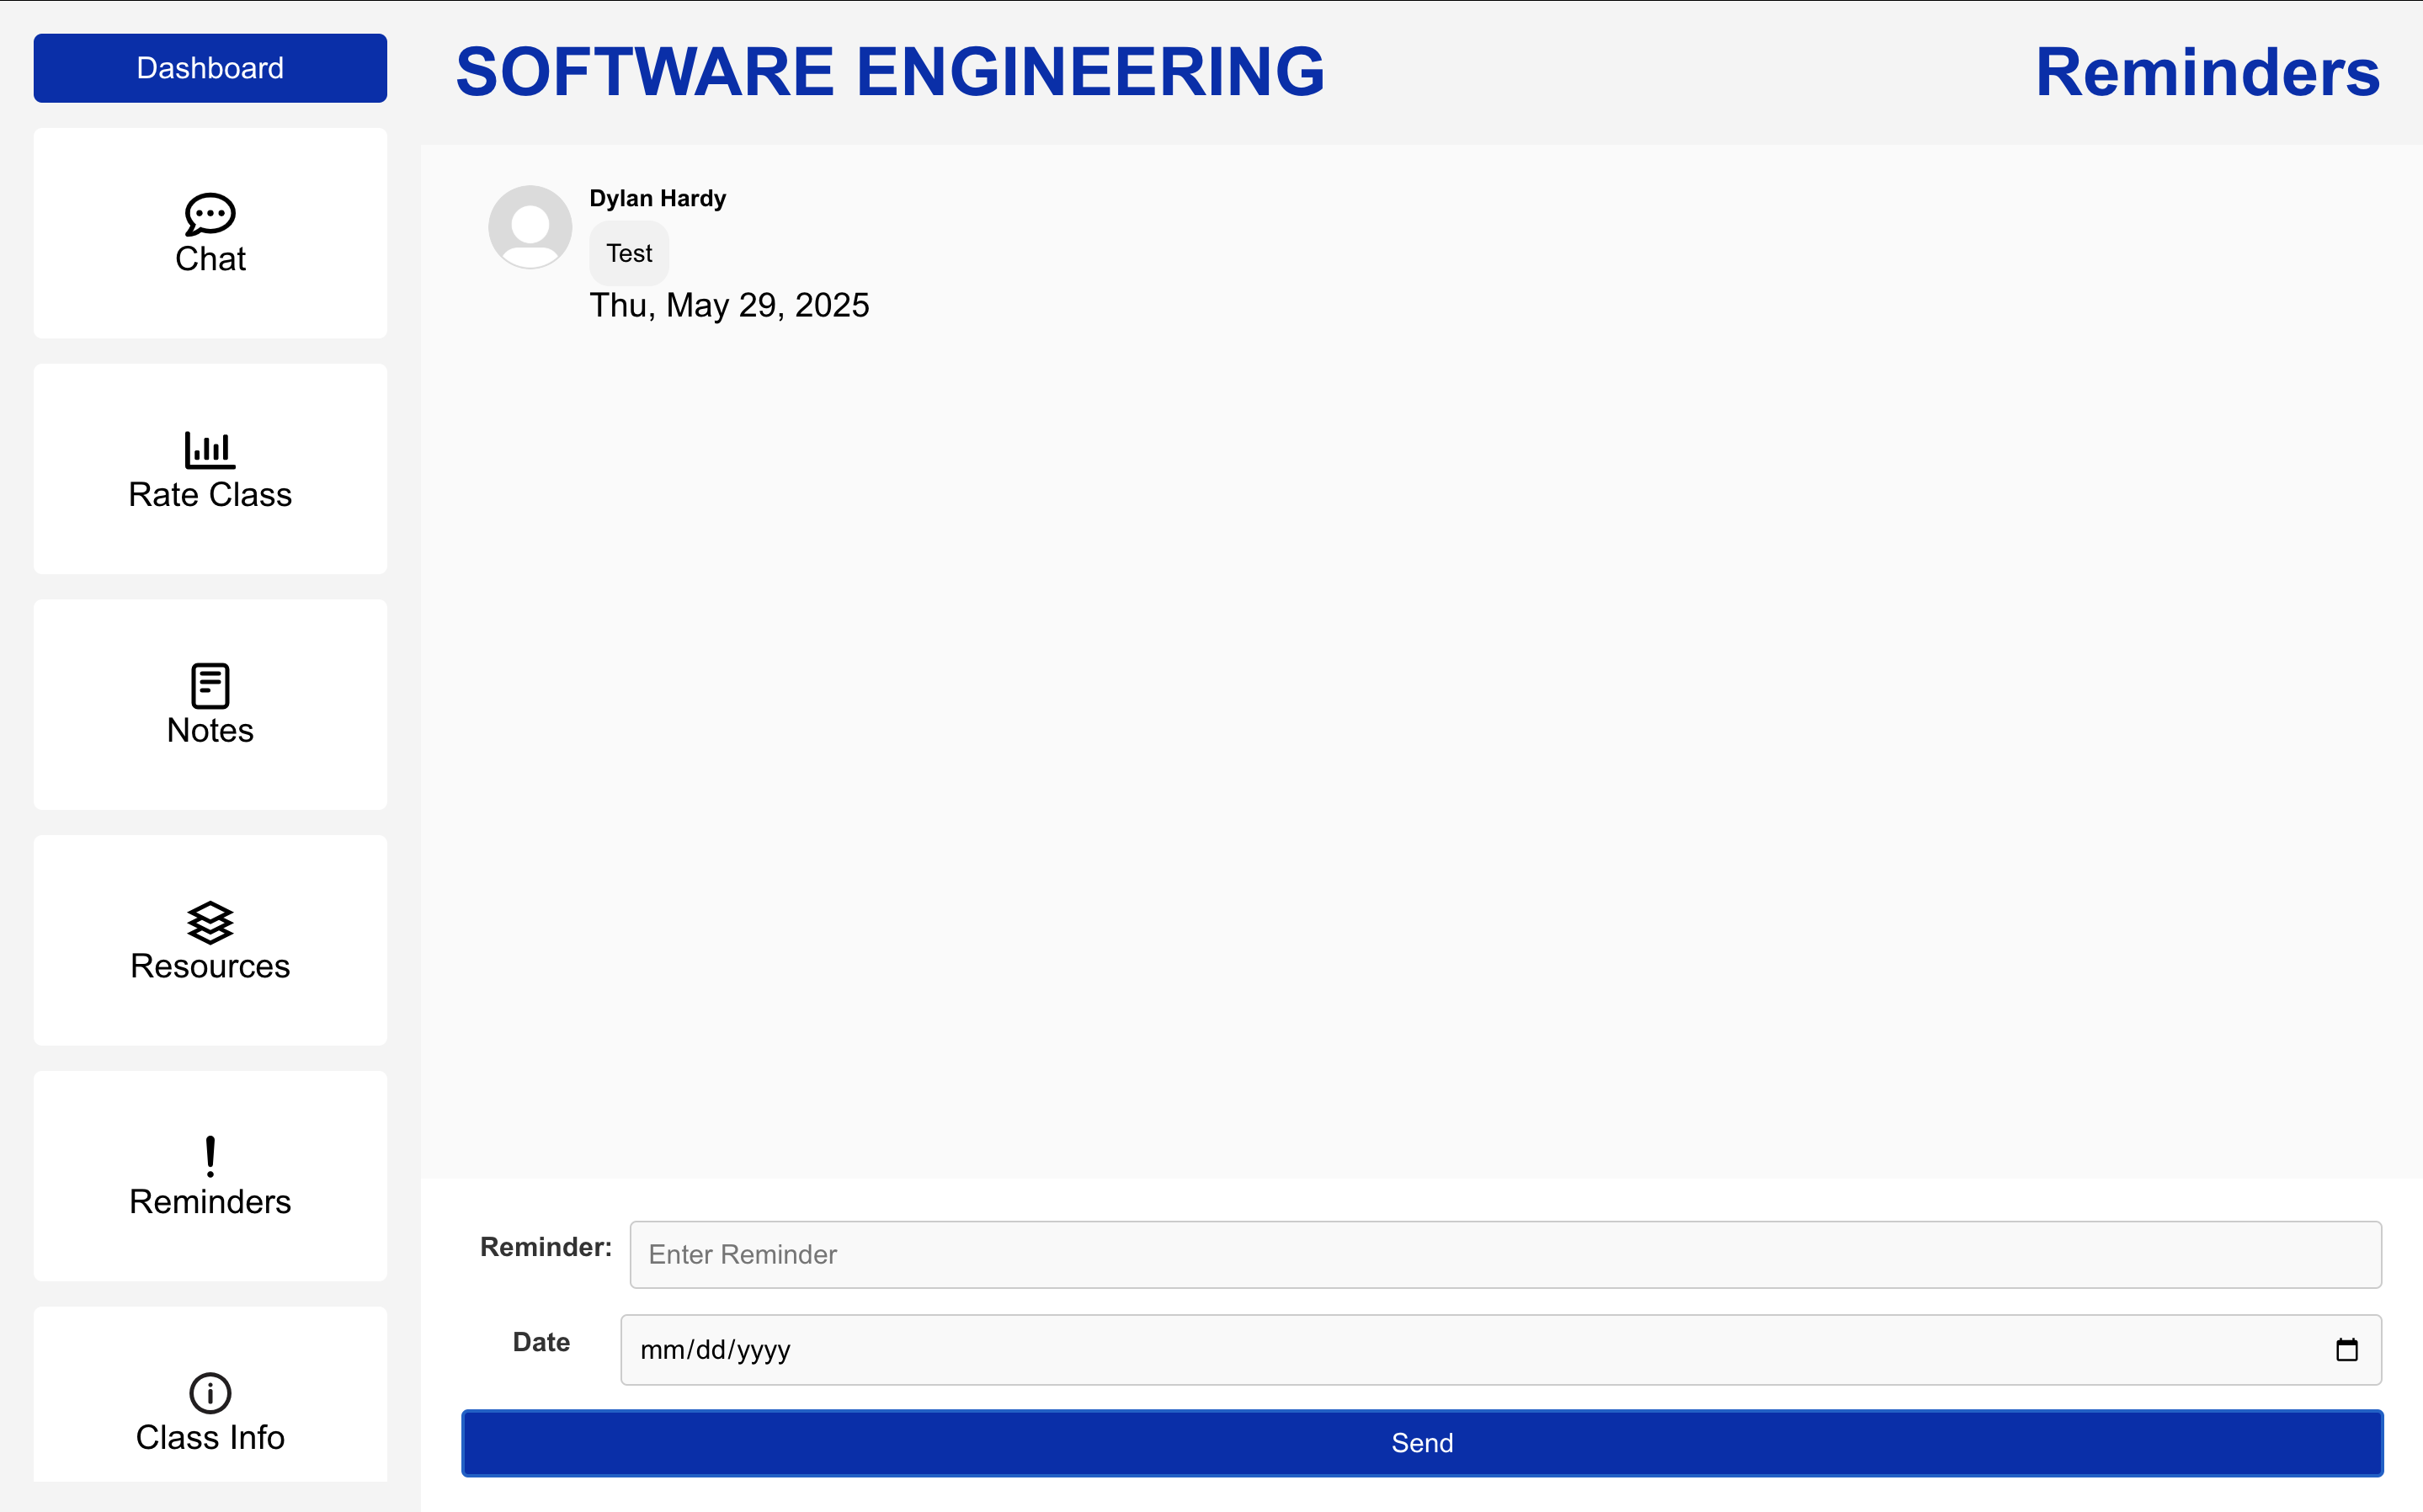 Dashboard
SOFTWARE ENGINEERING
Reminders
Chat
Rate Class
Notes
Resources
Reminders
Class Info
Dylan Hardy
Test
Thu, May 29, 2025
Reminder:
Enter Reminder
Date
mm/dd/yyyy
Send